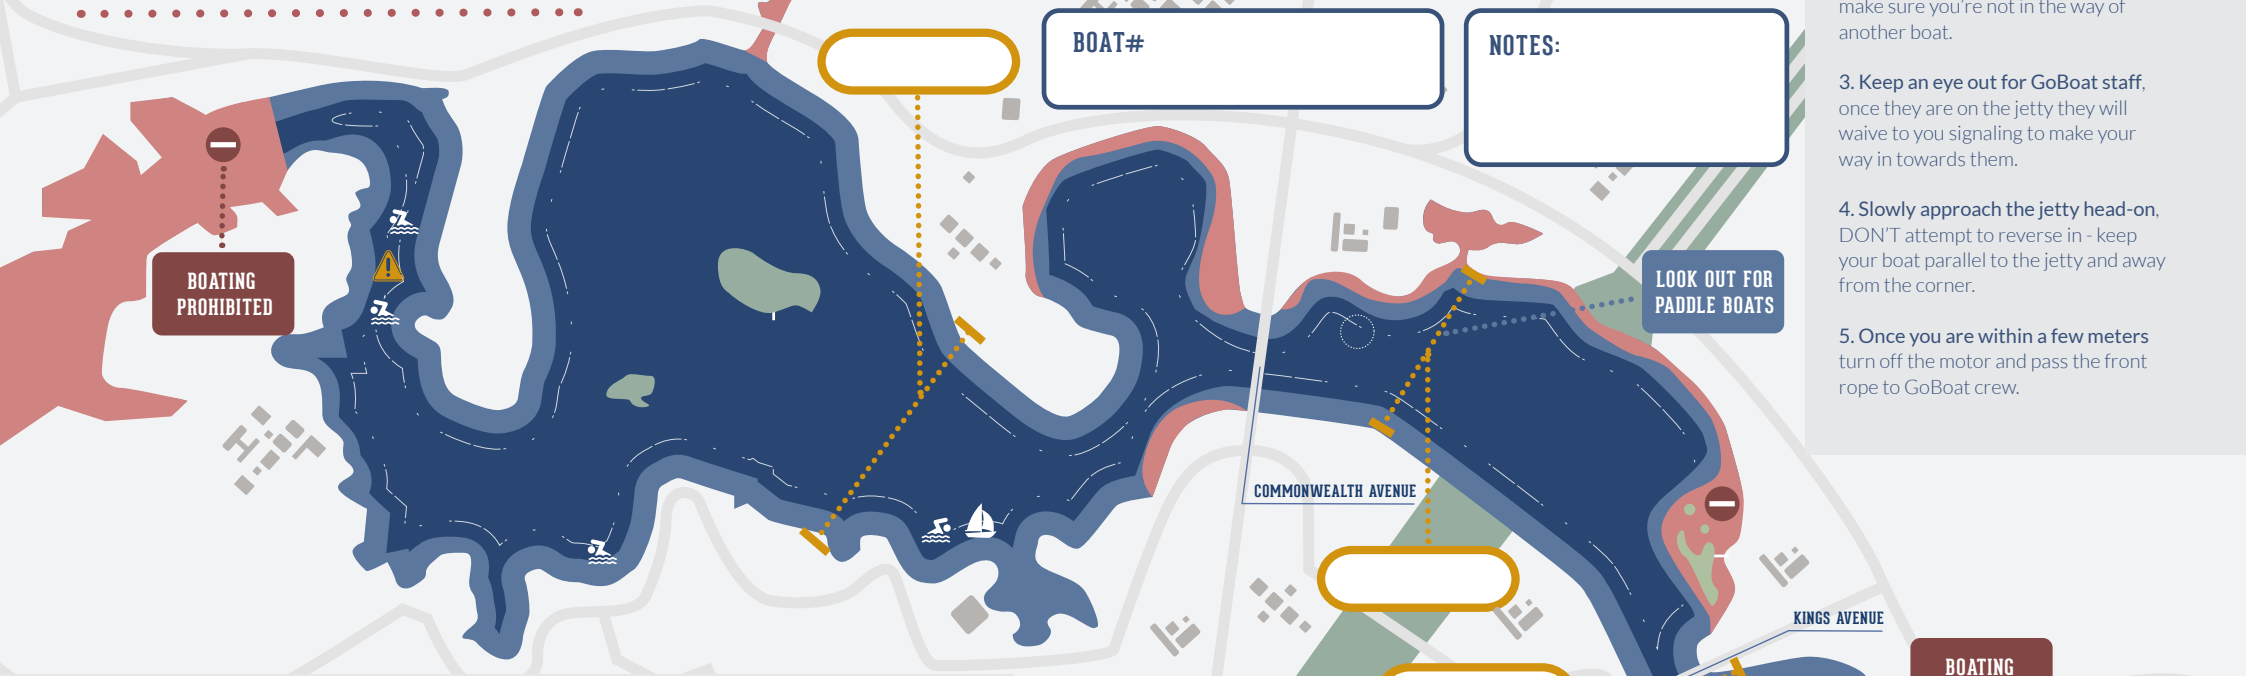 BOAT#
NOTES:
make sure you're not in the way of
another boat.
3. Keep an eye out for GoBoat staff,
once they are on the jetty they will
waive to you signaling to make your
way in towards them.
4. Slowly approach the jetty head-on,
DON'T attempt to reverse in - keep
your boat parallel to the jetty and away
from the corner.
5. Once you are within a few meters
turn off the motor and pass the front
rope to GoBoat crew.
BOATING
PROHIBITED
LOOK OUT FOR
PADDLE BOATS
COMMONWEALTH AVENUE
KINGS AVENUE
BOATING